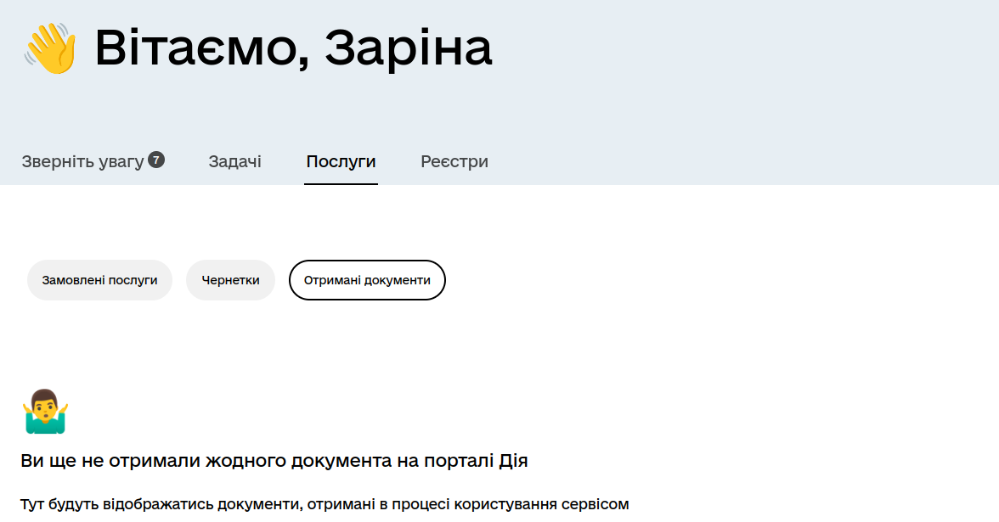 Вітаємо, Заріна
Зверніть увагу 7 Задачі Послуги Реєстри
Замовлені послуги Чернетки Отримані документи
Ви ще не отримали жодного документа на порталі Дія
Тут будуть відображатись документи, отримані в процесі користування сервісом